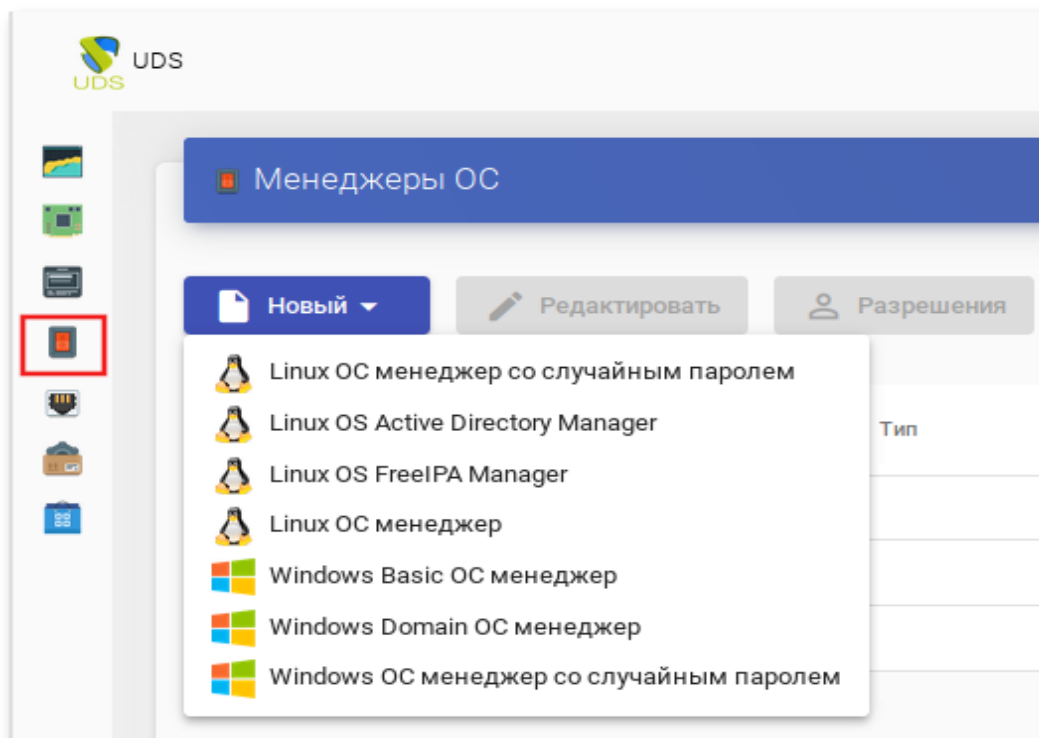 UDS
UDS
Менеджеры ОС
Новый
Редактировать
Разрешения
Linux ОС менеджер со случайным паролем
Linux OS Active Directory Manager
Тип
Linux OS FreeIPA Manager
Linux ОС менеджер
Windows Basic ОС менеджер
Windows Domain ОС менеджер
Windows ОС менеджер со случайным паролем